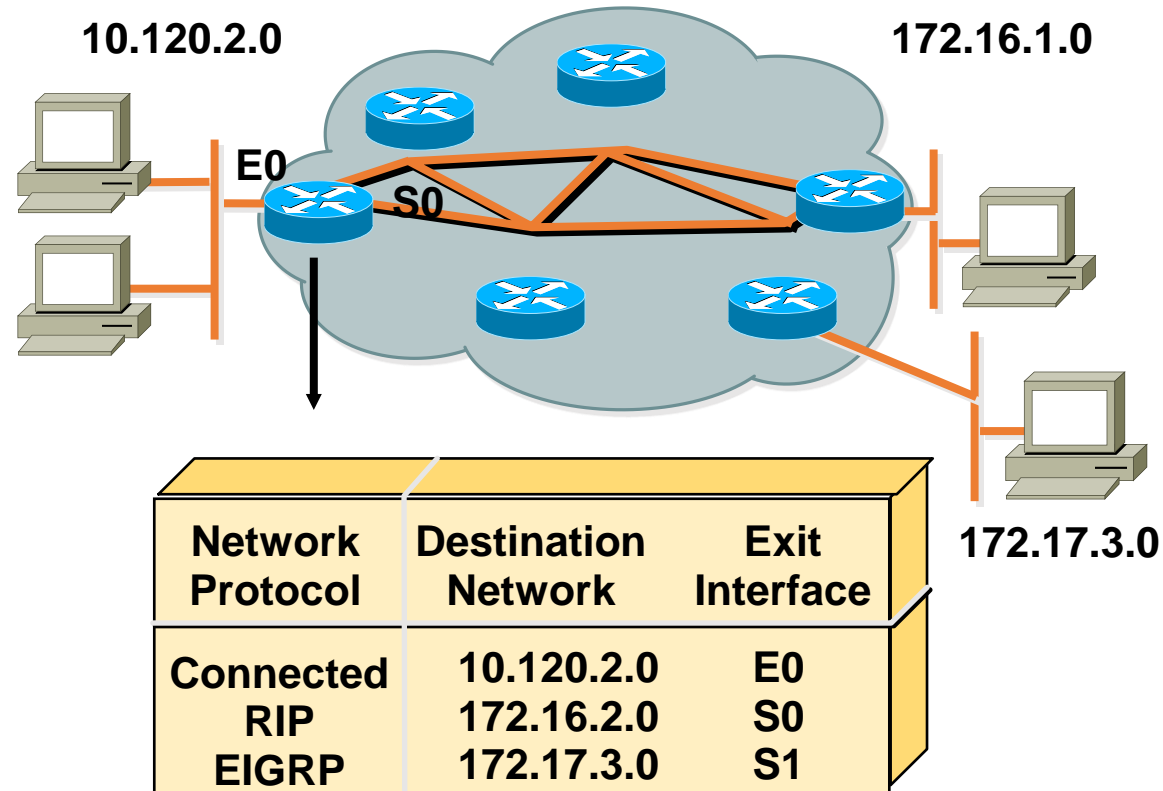 10.120.2.0
172.16.1.0
E0
S0
172.17.3.0
Network Protocol
Destination Network
Exit Interface
Connected 10.120.2.0 E0
RIP 172.16.2.0 S0
EIGRP 172.17.3.0 S1